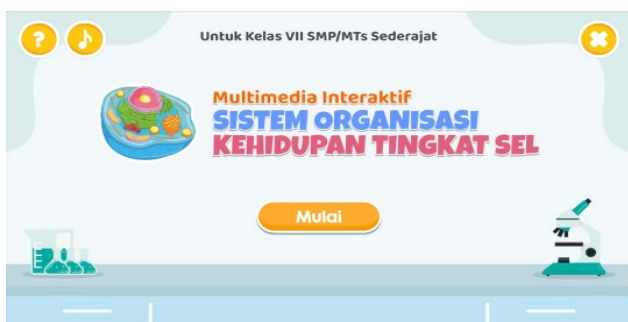 ?
Untuk Kelas VII SMP/MTs Sederajat
Multimedia Interaktif
SISTEM ORGANISASI
KEHIDUPAN TINGKAT SEL
Mulai